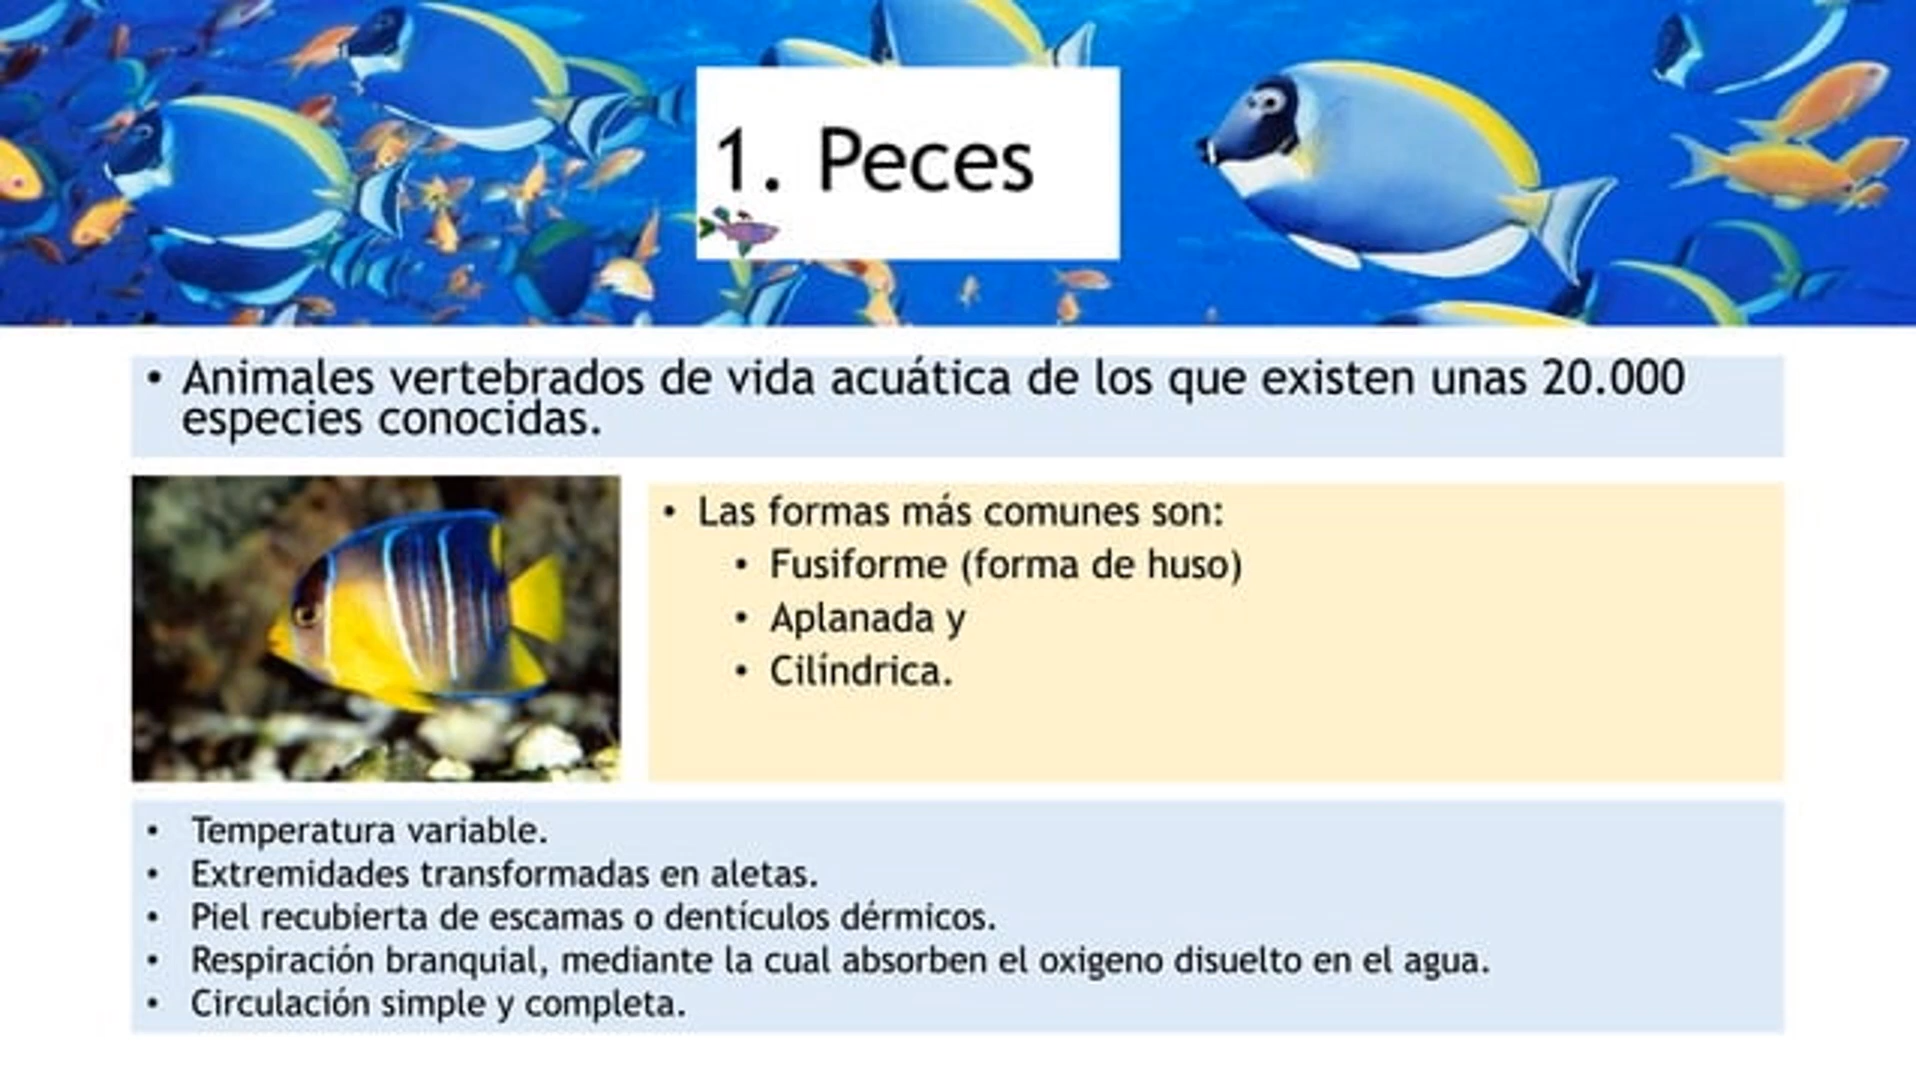 1. Peces
• Animales vertebrados de vida acuática de los que existen unas 20.000
especies conocidas.
• Las formas más comunes son:
• Fusiforme (forma de huso)
• Aplanada y
• Cilíndrica.
• Temperatura variable.
• Extremidades transformadas en aletas.
• Piel recubierta de escamas o dentículos dérmicos.
• Respiración branquial, mediante la cual absorben el oxigeno disuelto en el agua.
• Circulación simple y completa.